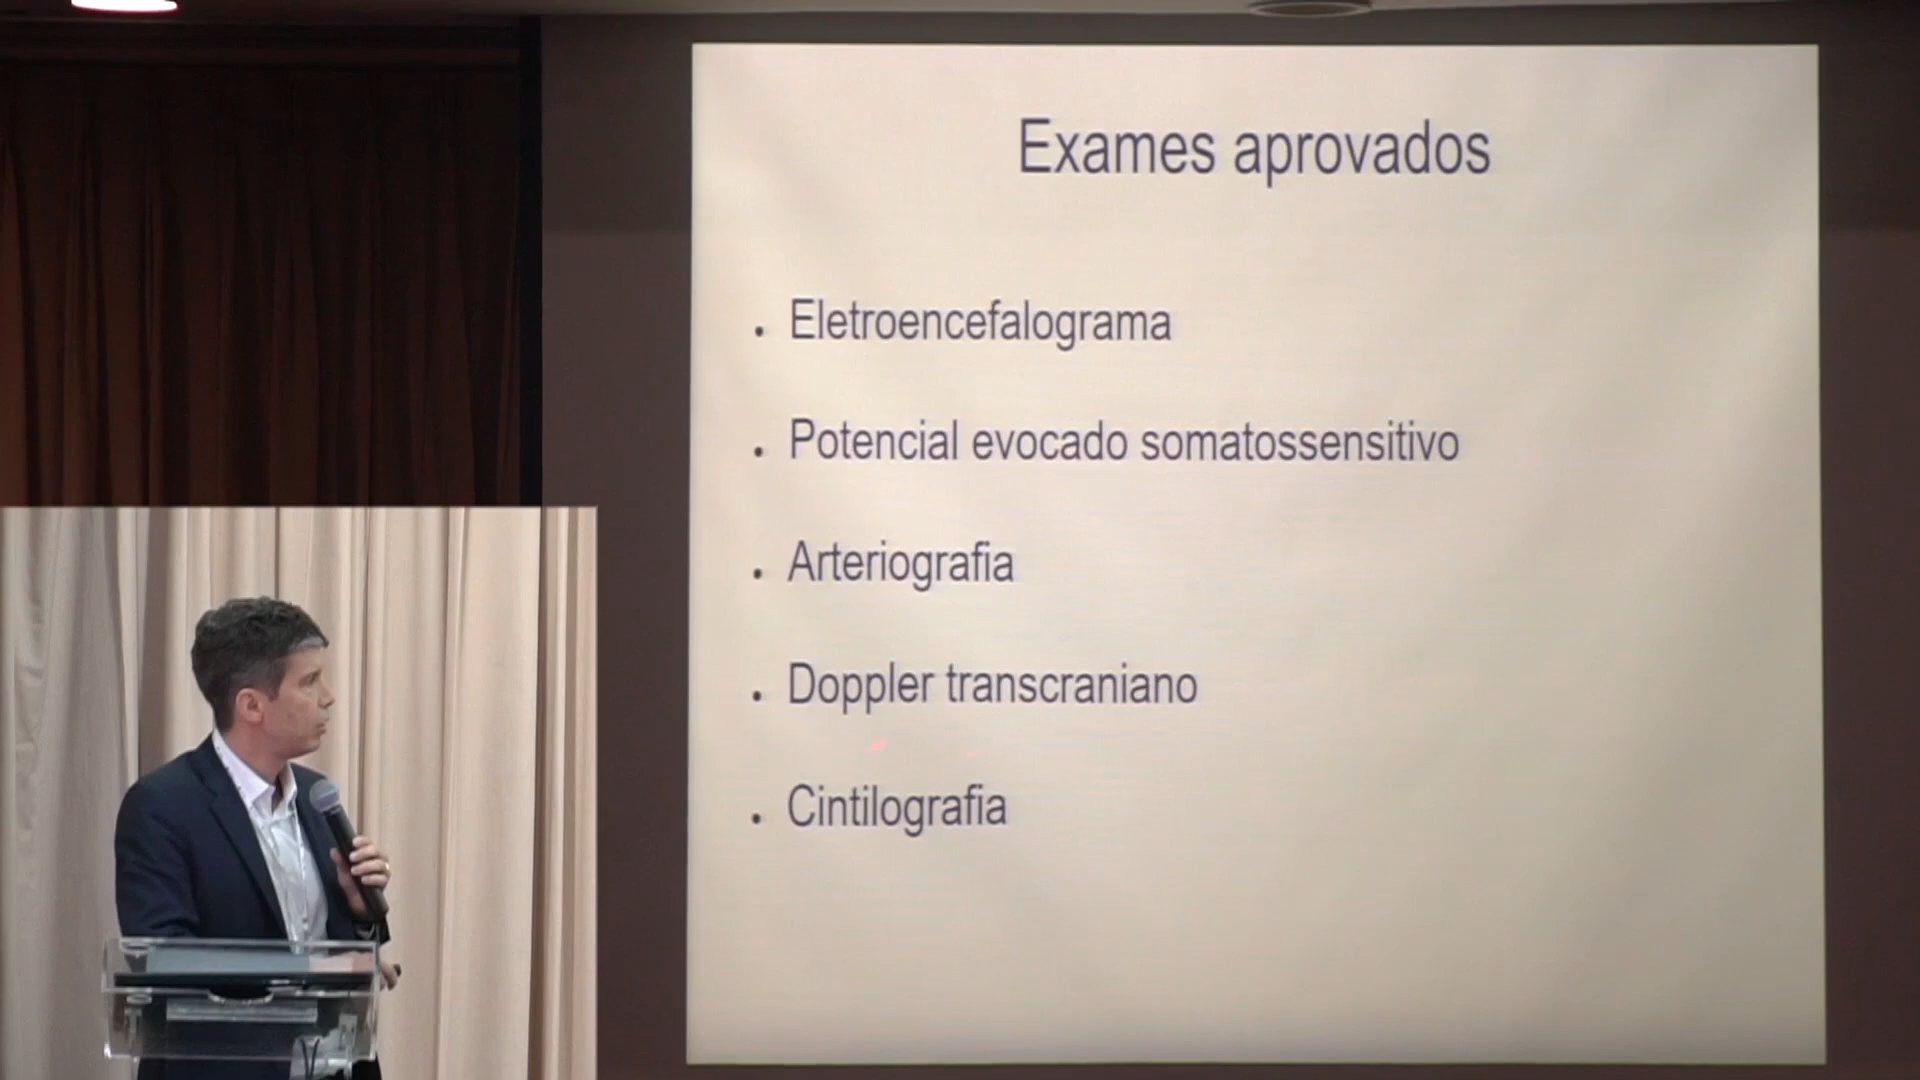 Exames aprovados
. Eletroencefalograma
. Potencial evocado somatossensitivo
. Arteriografia
. Doppler transcraniano
. Cintilografia